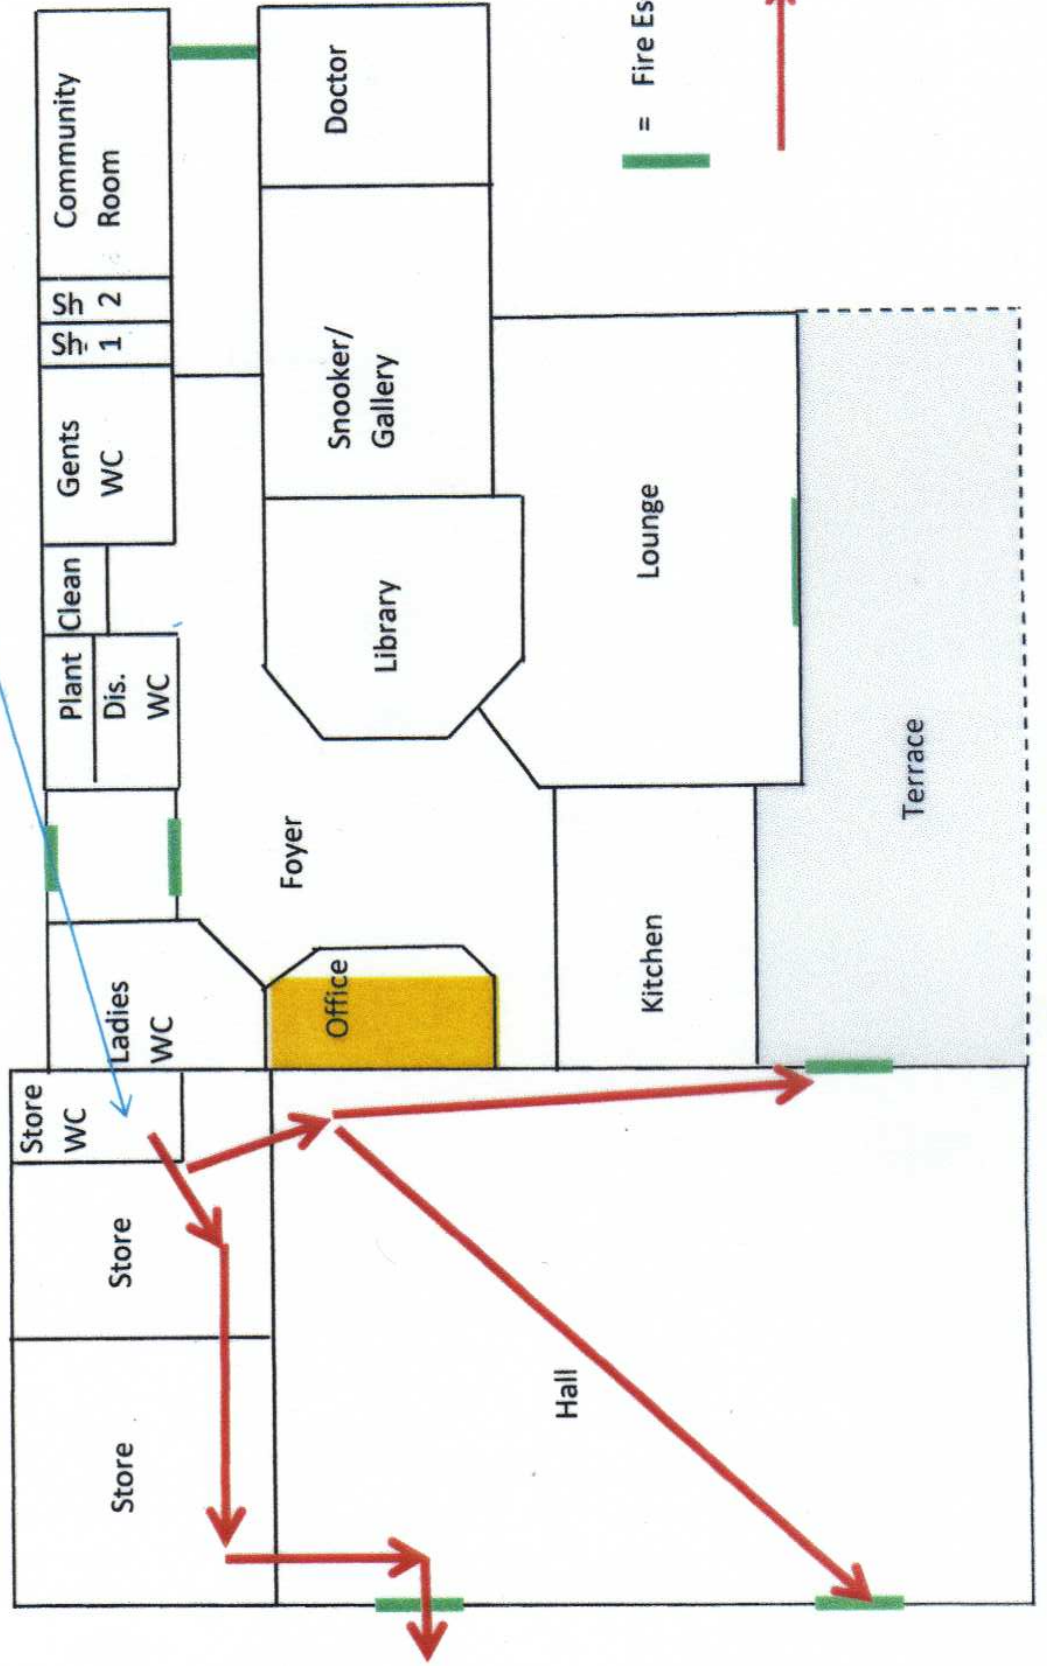 Store
WC
Store
Store
Ladies
WC
Plant
Dis.
WC
Clean
Gents
WC
Sh.
1
Sh
2
Community
Room
Foyer
Office
Library
Snooker/
Gallery
Doctor
Kitchen
Lounge
Hall
Terrace
= Fire Es